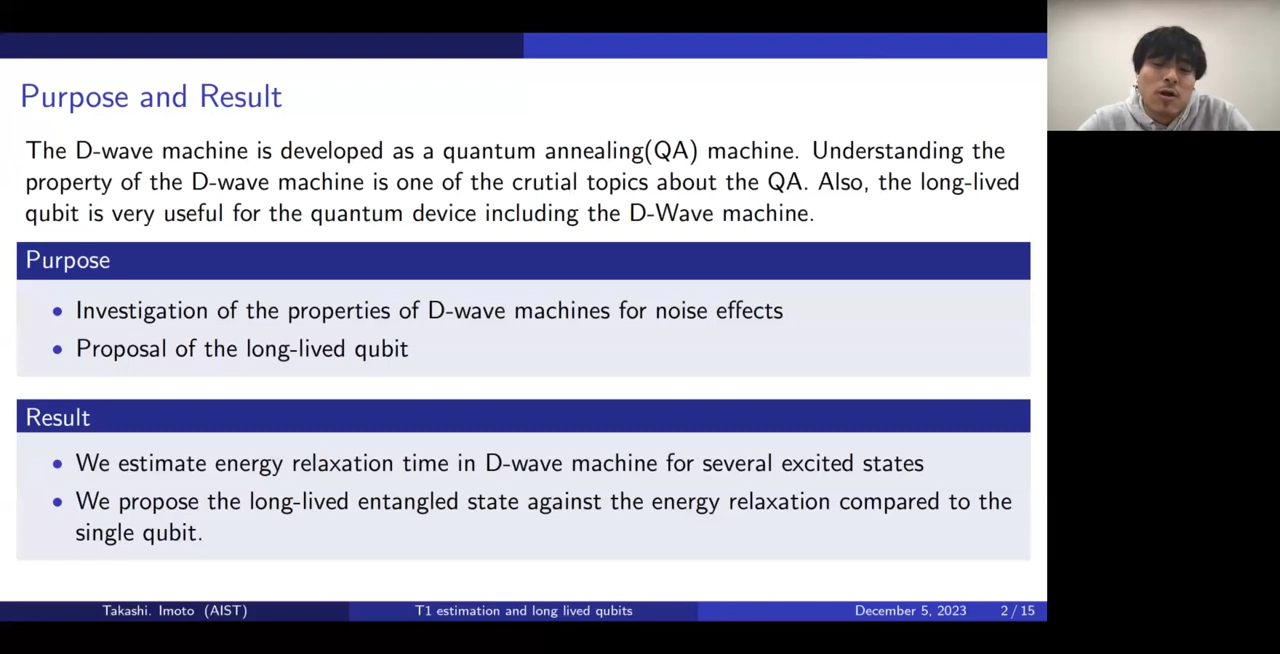 Purpose and Result
The D-wave machine is developed as a quantum annealing(QA) machine. Understanding the
property of the D-wave machine is one of the crutial topics about the QA. Also, the long-lived
qubit is very useful for the quantum device including the D-Wave machine.
Purpose
• Investigation of the properties of D-wave machines for noise effects
• Proposal of the long-lived qubit
Result
• We estimate energy relaxation time in D-wave machine for several excited states
• We propose the long-lived entangled state against the energy relaxation compared to the
single qubit.
Takashi. Imoto (AIST) T1 estimation and long lived qubits December 5, 2023 2 / 15